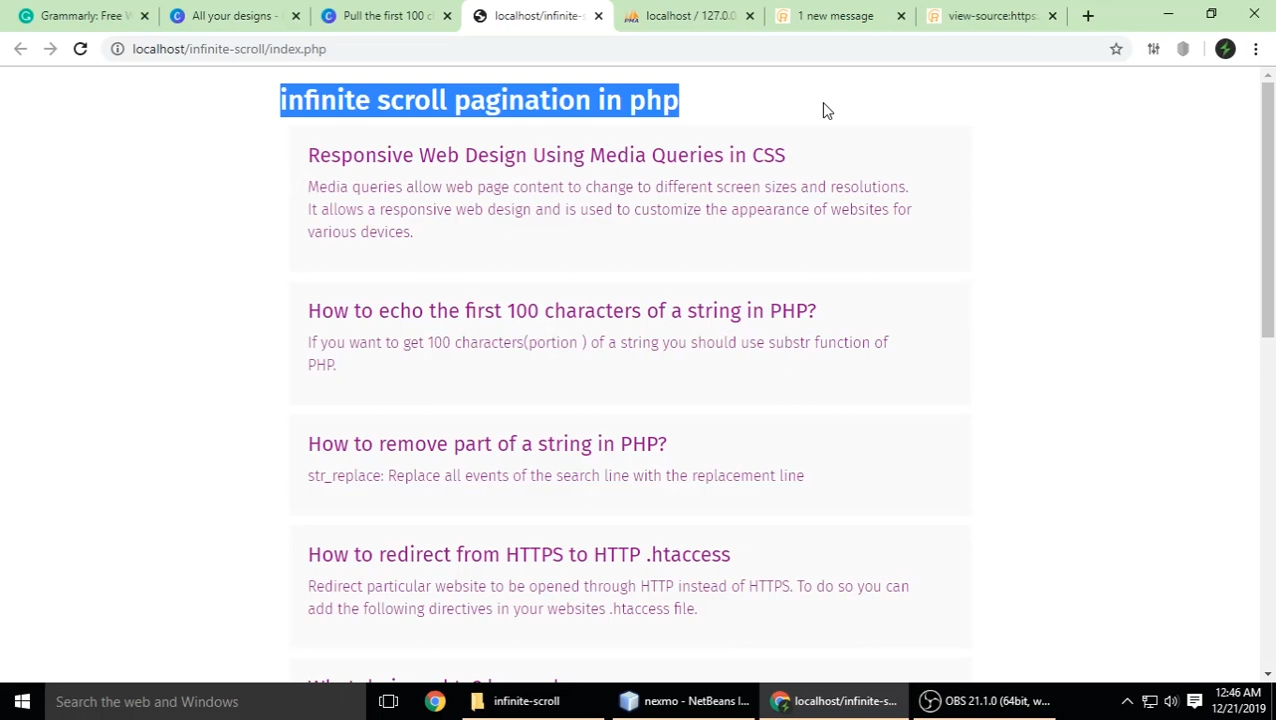 Grammarly: Free W
All your designs -
Pull the first 100 c
localhost/infinite-
localhost / 127.0.0
1 new message
view-source:https:
localhost/infinite-scroll/index.php
infinite scroll pagination in php
Responsive Web Design Using Media Queries in CSS
Media queries allow web page content to change to different screen sizes and resolutions.
It allows a responsive web design and is used to customize the appearance of websites for
various devices.
How to echo the first 100 characters of a string in PHP?
If you want to get 100 characters(portion ) of a string you should use substr function of
PHP.
How to remove part of a string in PHP?
str_replace: Replace all events of the search line with the replacement line
How to redirect from HTTPS to HTTP .htaccess
Redirect particular website to be opened through HTTP instead of HTTPS. To do so you can
add the following directives in your websites .htaccess file.
Search the web and Windows
infinite-scroll
nexmo - NetBeans I...
localhost/infinite-s...
OBS 21.1.0 (64bit, w...
12:46 AM
12/21/2019